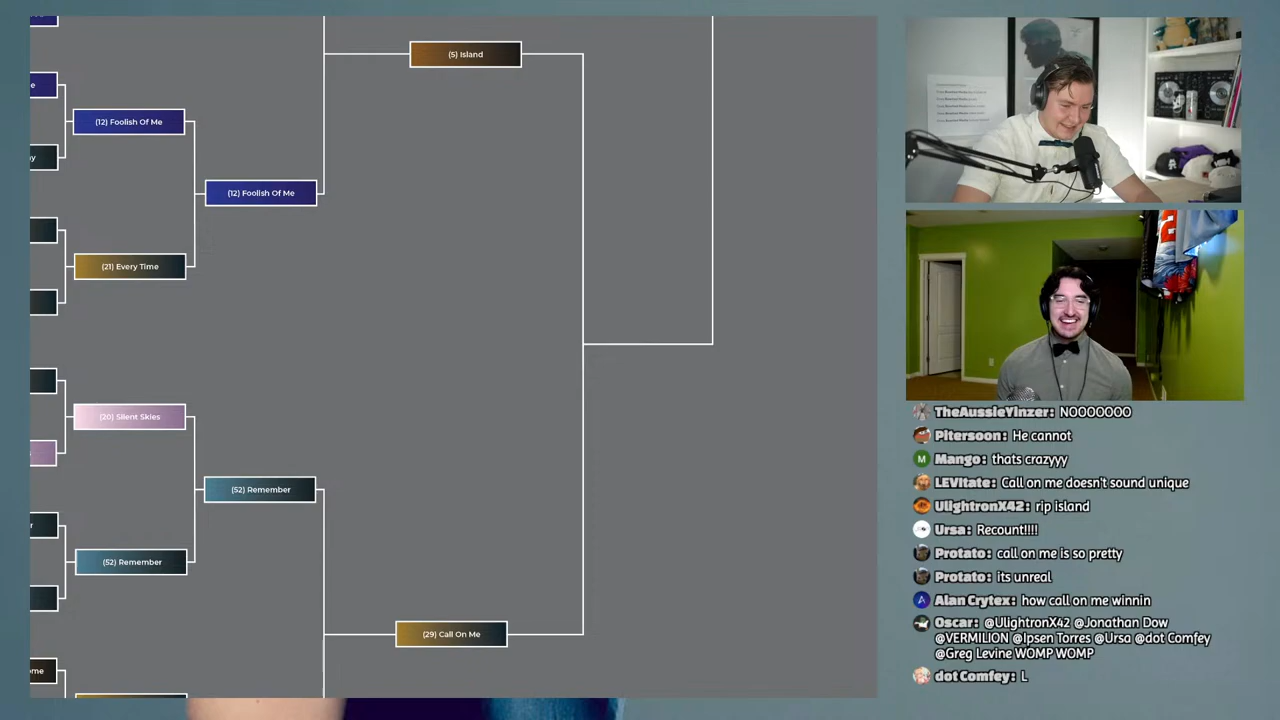 (5) Island
e
(12) Foolish Of Me
(12) Foolish Of Me
(21) Every Time
(20) Silent Skies
(52) Remember
(52) Remember
(29) Call On Me
ome
TheAussieYinzer: NOOOOOOO
Pitersoon: He cannot
Mango: thats crazyyy
LEVitate: Call on me doesn't sound unique
UlightronX42: rip island
Ursa: Recount!!!!
Protato: call on me is so pretty
Protato: its unreal
Alan Crytex: how call on me winnin
Oscar: @UlightronX42 @Jonathan Dow
@VERMILION @Ipsen Torres @Ursa @dot Comfey
@Greg Levine WOMP WOMP
dot Comfey: L